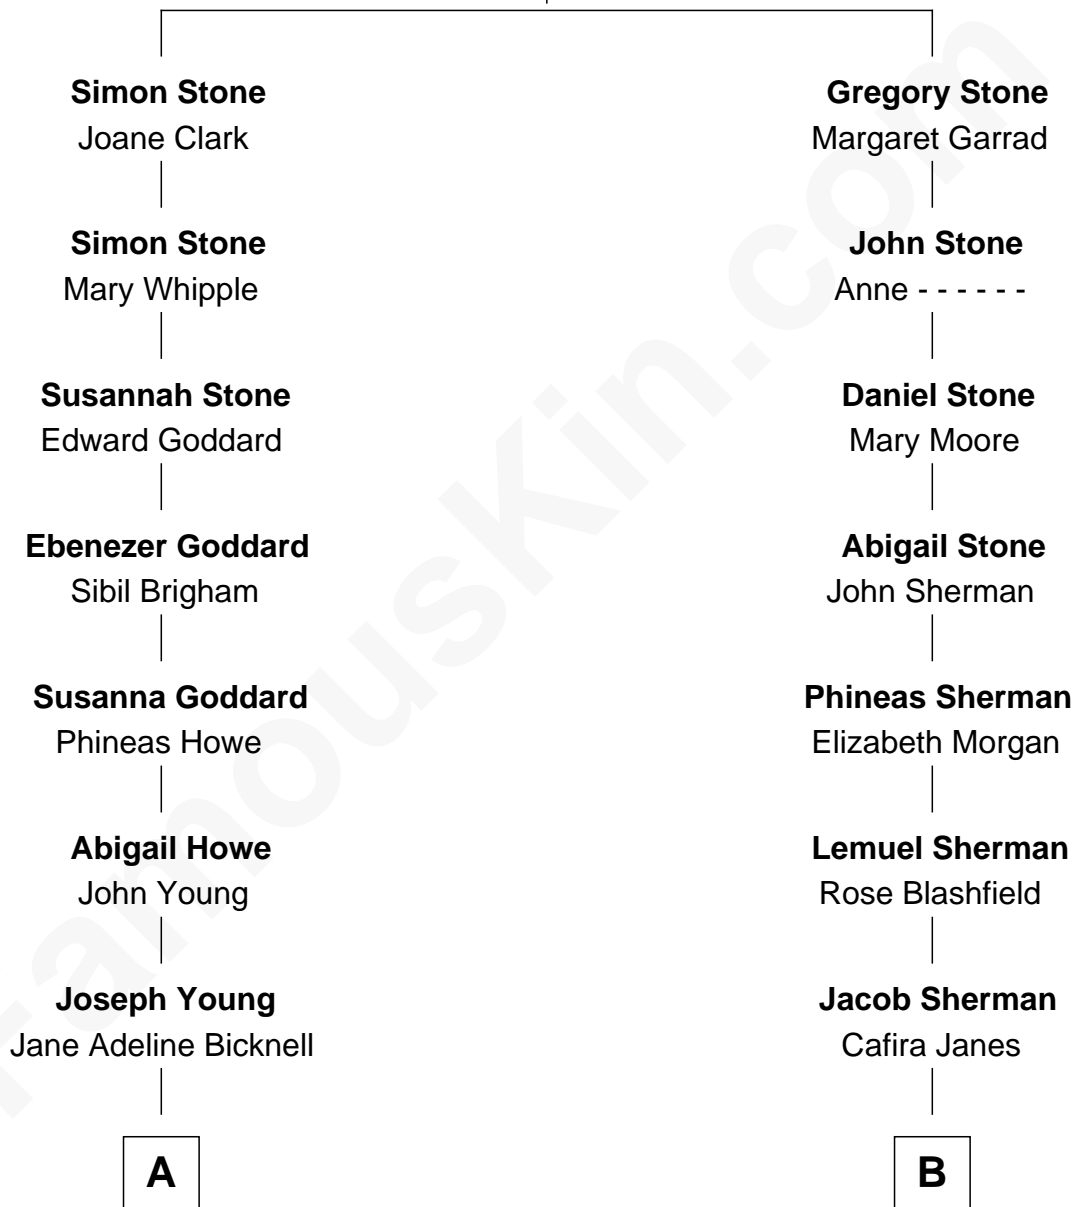 Simon Stone
Joane Clark
Simon Stone
Mary Whipple
Susannah Stone
Edward Goddard
Ebenezer Goddard
Sibil Brigham
Susanna Goddard
Phineas Howe
Abigail Howe
John Young
Joseph Young
Jane Adeline Bicknell
A
Gregory Stone
Margaret Garrad
John Stone
Anne - - - - - -
Daniel Stone
Mary Moore
Abigail Stone
John Sherman
Phineas Sherman
Elizabeth Morgan
Lemuel Sherman
Rose Blashfield
Jacob Sherman
Cafira Janes
B
FamousKin.com